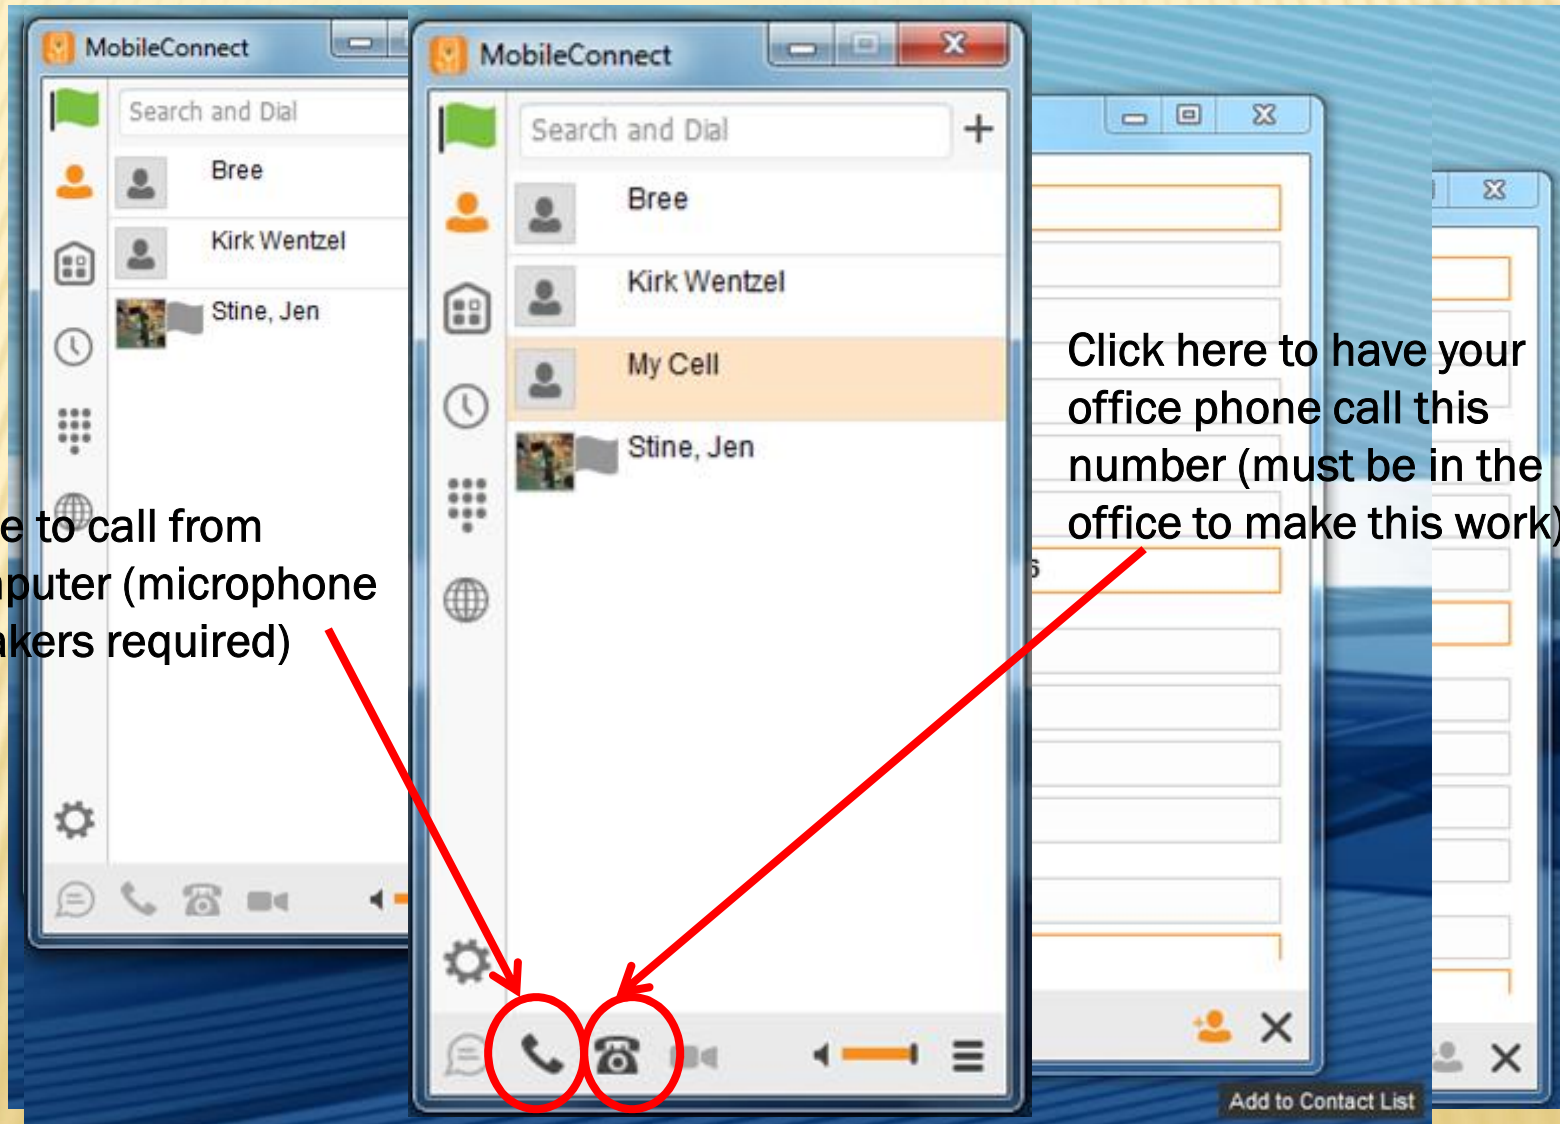 MobileConnect
Search and Dial
Bree
Kirk Wentzel
Stine, Jen
to call from
(microphone
required)
MobileConnect
Search and Dial
Bree
Kirk Wentzel
My Cell
Stine, Jen
Click here to have your
office phone call this
number (must be in the
office to make this work)
Add to Contact List